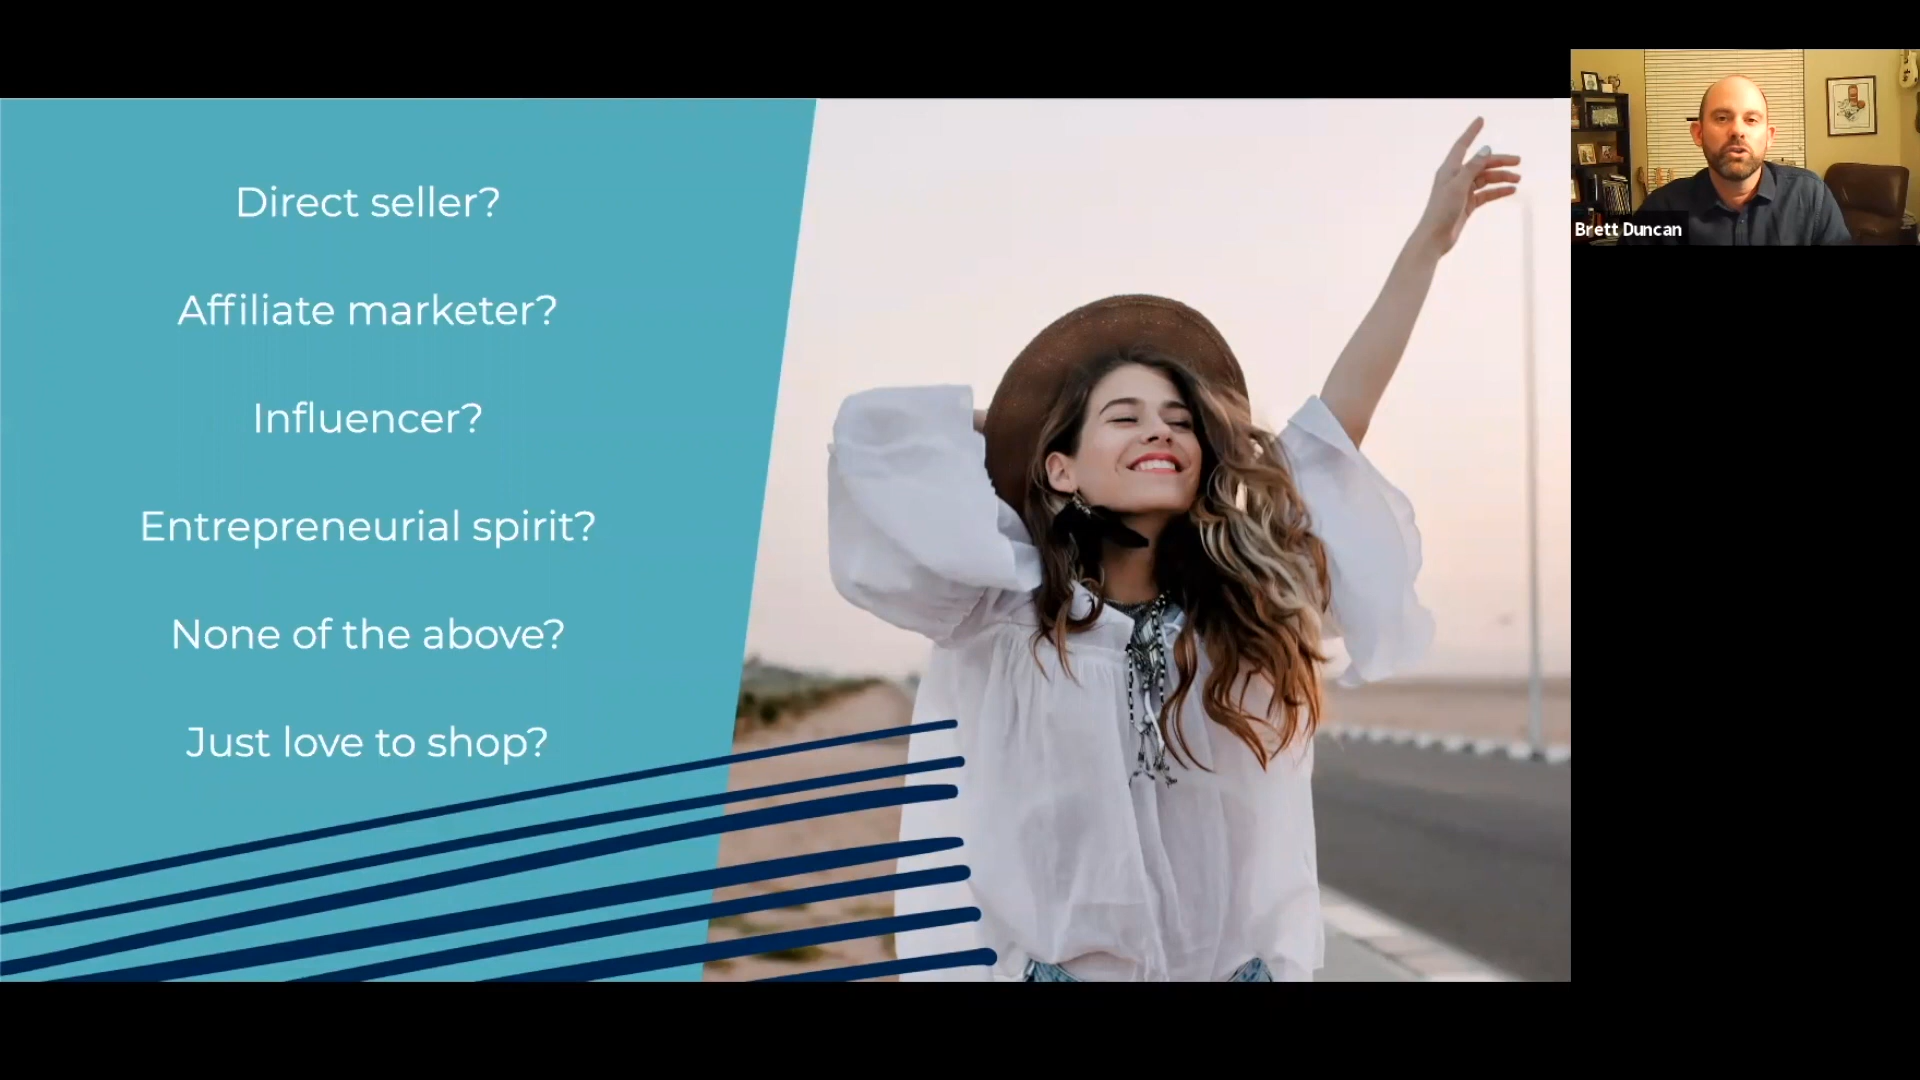 Direct seller?
Affiliate marketer?
Influencer?
Entrepreneurial spirit?
None of the above?
Just love to shop?
Brett Duncan